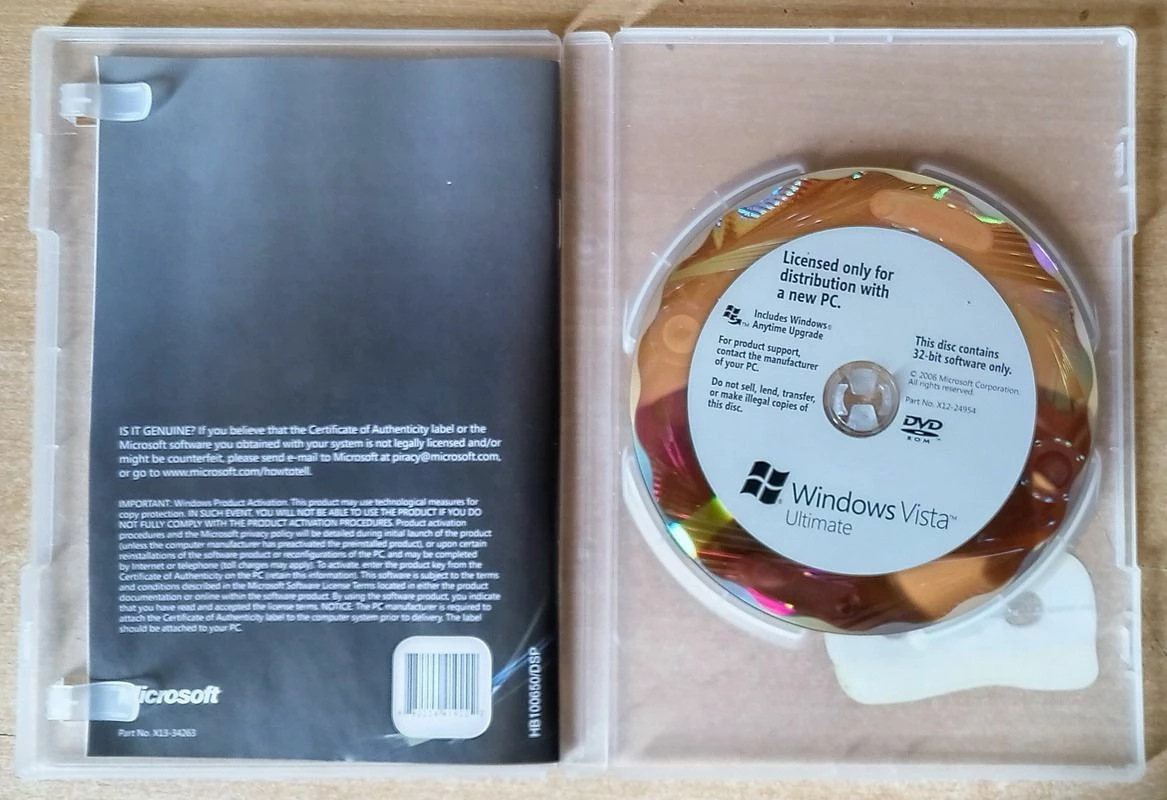 IS IT GENUINE? If you believe that the Certificate of Authenticity label or the
Microsoft software you obtained with your system is not legally licensed and/or
might be counterfeit, please send e-mail to Microsoft at piracy@microsoft.com,
or go to www.microsoft.com/howtotell.
IMPORTANT: Windows Product Activation. This product may use technological measures for
copy protection. IN SUCH EVENT, YOU WILL NOT BE ABLE TO USE THE PRODUCT IF YOU DO
NOT FULLY COMPLY WITH THE PRODUCT ACTIVATION PROCEDURES. Product activation
procedures and the Microsoft privacy policy will be detailed during initial launch of the product
(unless the computer manufacturer has preactivated the preinstalled product), or upon certain
reinstallations of the software product or reconfigurations of the PC, and may be completed
by Internet or telephone (toll charges may apply). To activate, enter the product key from the
Certificate of Authenticity on the PC (retain this information). This software is subject to the terms
and conditions described in the Microsoft Software License Terms located in either the product
documentation or online within the software product. By using the software product, you indicate
that you have read and accepted the license terms. NOTICE: The PC manufacturer is required to
attach the Certificate of Authenticity label to the computer system prior to delivery. The label
should be attached to your PC.
Microsoft
Part No. X13-34263
HB100650/DSP
Licensed only for
distribution with
a new PC.
Includes Windows®
™ Anytime Upgrade
For product support,
contact the manufacturer
of your PC.
Do not sell, lend, transfer,
or make illegal copies of
this disc.
This disc contains
32-bit software only.
© 2006 Microsoft Corporation.
All rights reserved.
Part No. X12-24954
DVD
ROM™
Windows Vista™
Ultimate